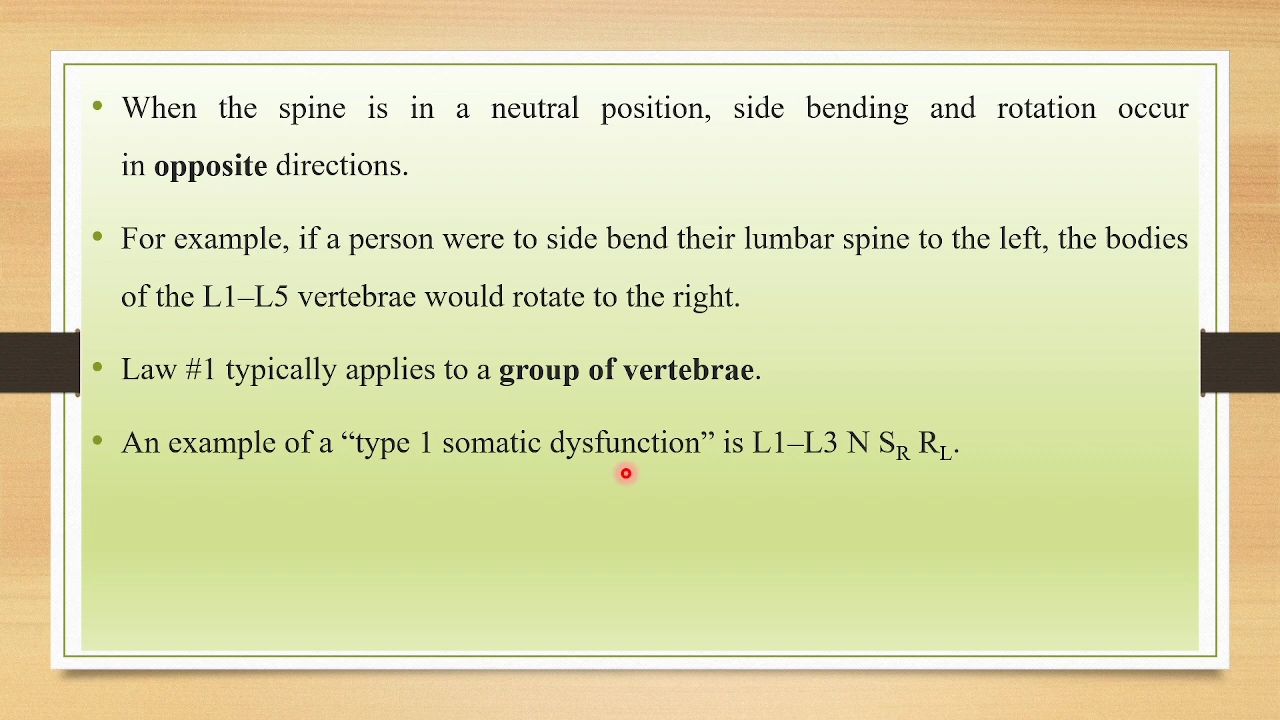 • When the spine is in a neutral position, side bending and rotation occur
in opposite directions.
• For example, if a person were to side bend their lumbar spine to the left, the bodies
of the L1–L5 vertebrae would rotate to the right.
• Law #1 typically applies to a group of vertebrae.
• An example of a “type 1 somatic dysfunction” is L1–L3 N SR RL.